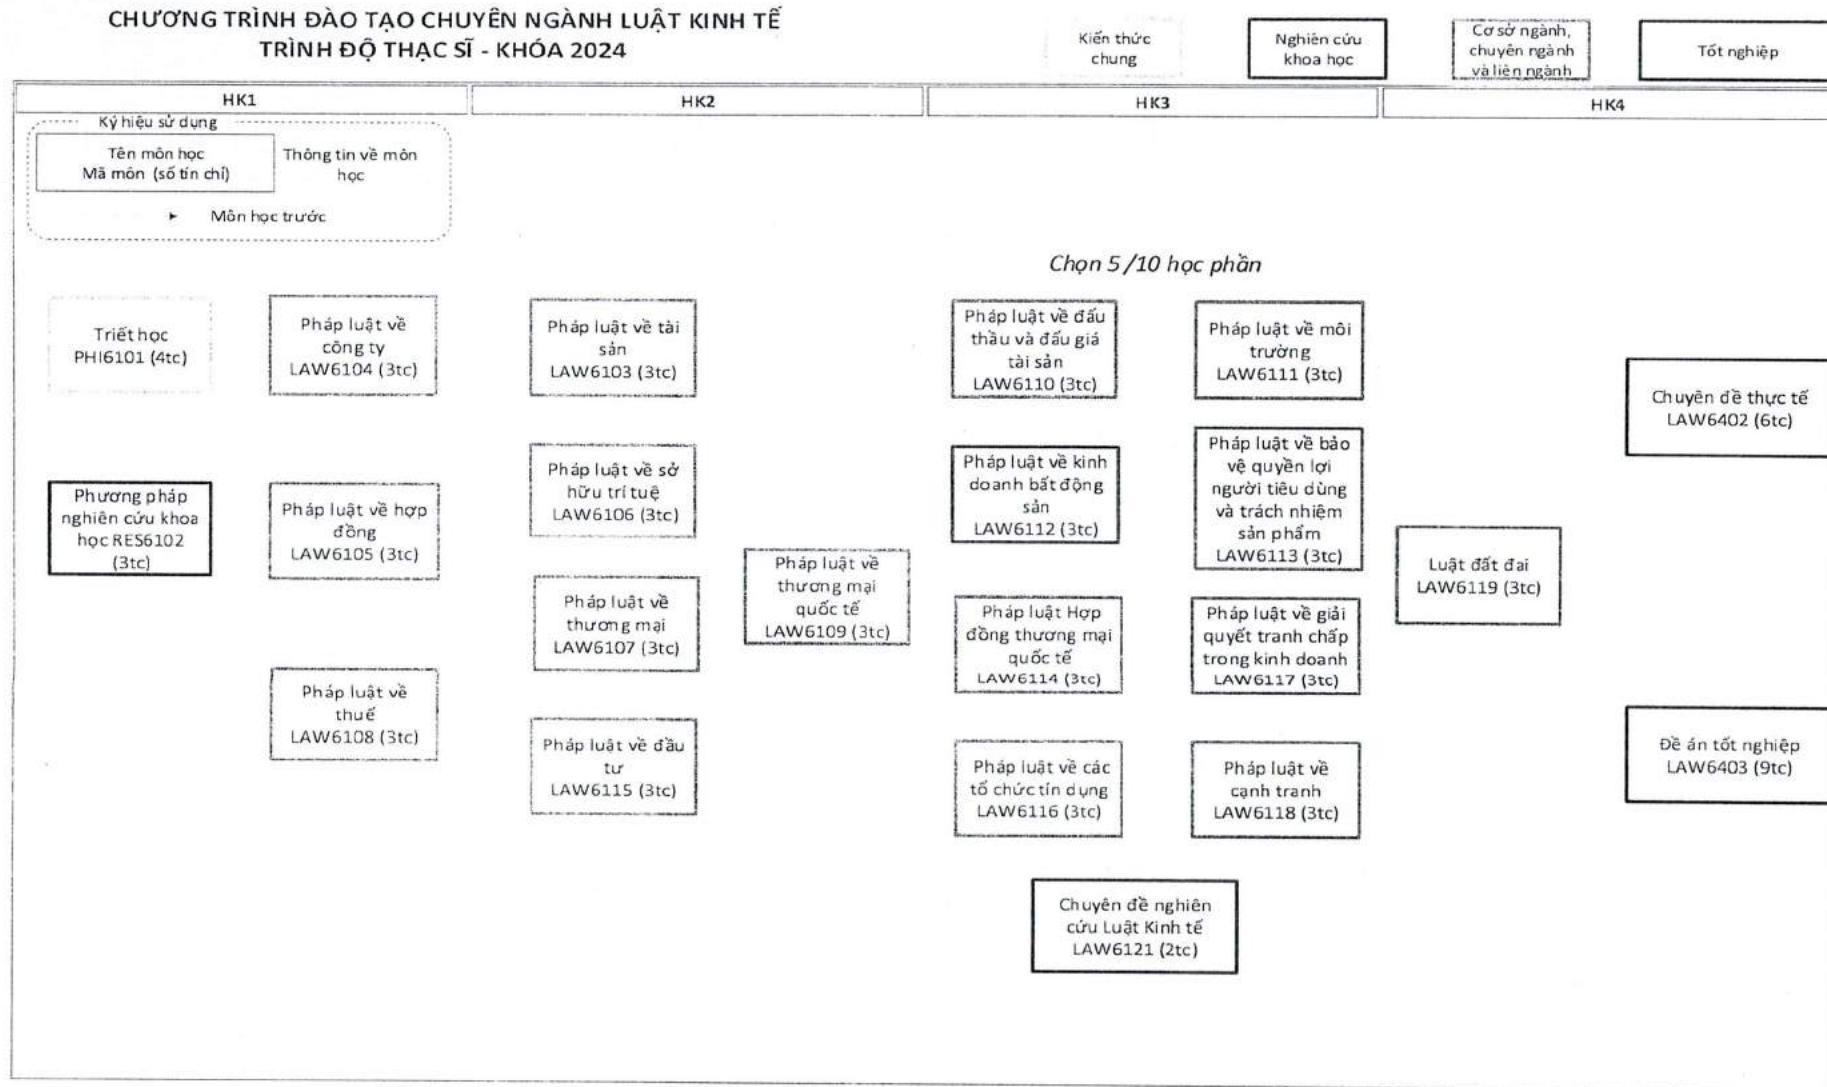 CHƯƠNG TRÌNH ĐÀO TẠO CHUYÊN NGÀNH LUẬT KINH TẾ
TRÌNH ĐỘ THẠC SĨ - KHÓA 2024
Kiến thức
chung
Nghiên cứu
khoa học
Cơ sở ngành,
chuyên ngành
và liên ngành
Tốt nghiệp
HK1
HK2
HK3
HK4
Ký hiệu sử dụng
Tên môn học
Mã môn (số tín chỉ)
Thông tin về môn
học
Môn học trước
Triết học
PHI6101 (4tc)
Phương pháp
nghiên cứu khoa
học RES6102
(3tc)
Pháp luật về
công ty
LAW6104 (3tc)
Pháp luật về hợp
đồng
LAW6105 (3tc)
Pháp luật về
thuế
LAW6108 (3tc)
Pháp luật về tài
sản
LAW6103 (3tc)
Pháp luật về sở
hữu trí tuệ
LAW6106 (3tc)
Pháp luật về
thương mại
LAW6107 (3tc)
Pháp luật về đầu
tư
LAW6115 (3tc)
Pháp luật về
thương mại
quốc tế
LAW6109 (3tc)
Chọn 5/10 học phần
Pháp luật về đấu
thầu và đấu giá
tài sản
LAW6110 (3tc)
Pháp luật về môi
trường
LAW6111 (3tc)
Pháp luật về kinh
doanh bất động
sản
LAW6112 (3tc)
Pháp luật về bảo
vệ quyền lợi
người tiêu dùng
và trách nhiệm
sản phẩm
LAW6113 (3tc)
Pháp luật Hợp
đồng thương mại
quốc tế
LAW6114 (3tc)
Pháp luật về giải
quyết tranh chấp
trong kinh doanh
LAW6117 (3tc)
Pháp luật về các
tổ chức tín dụng
LAW6116 (3tc)
Pháp luật về
cạnh tranh
LAW6118 (3tc)
Chuyên đề nghiên
cứu Luật Kinh tế
LAW6121 (2tc)
Luật đất đai
LAW6119 (3tc)
Chuyên đề thực tế
LAW6402 (6tc)
Đề án tốt nghiệp
LAW6403 (9tc)